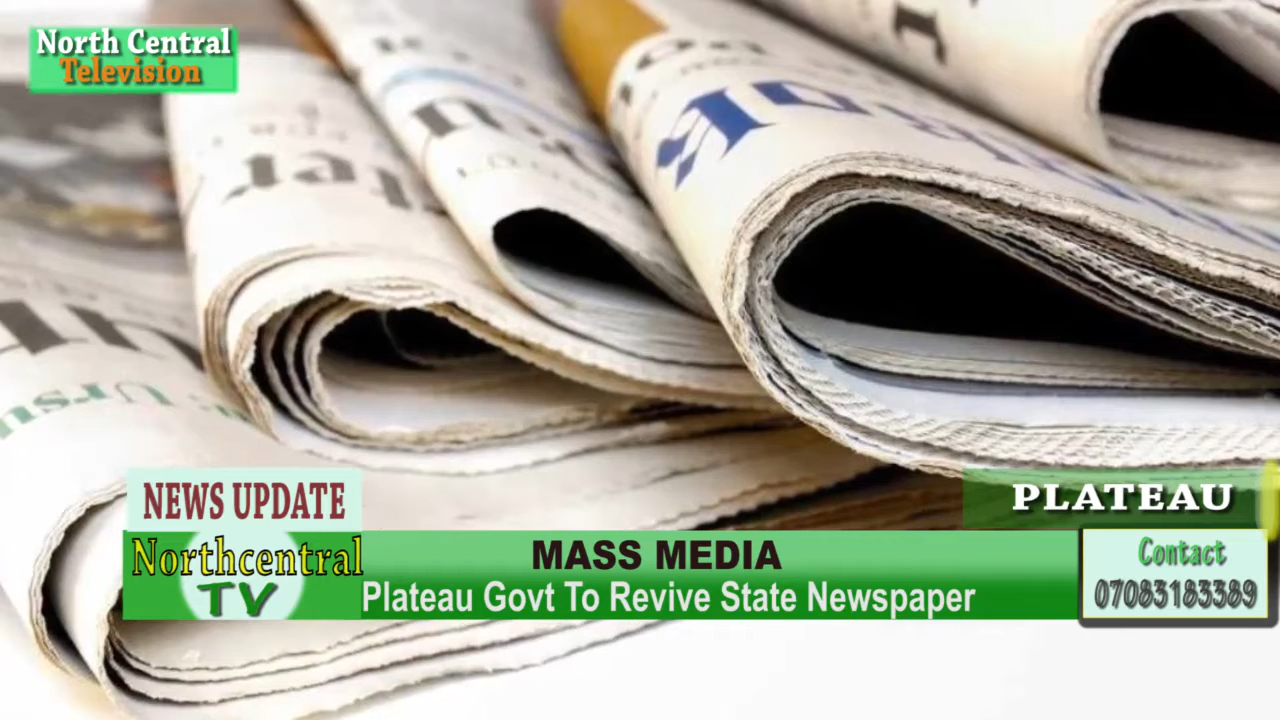 North Central
Television
NEWS UPDATE
PLATEAU
Northcentral
TV
MASS MEDIA
Plateau Govt To Revive State Newspaper
Contact
07083183389